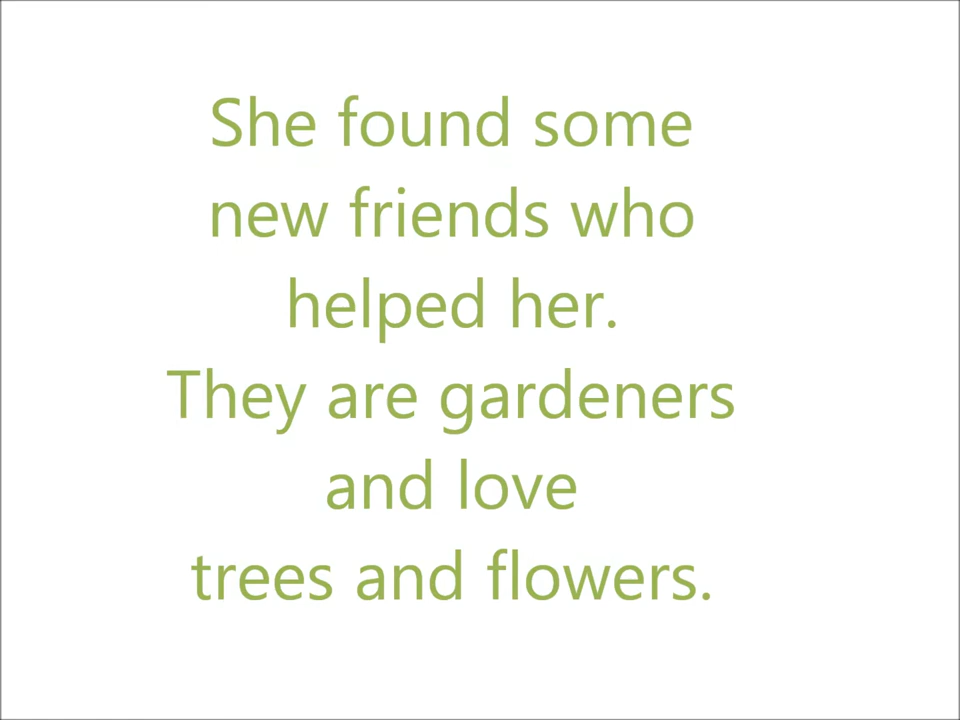 She found some
new friends who
helped her.
They are gardeners
and love
trees and flowers.